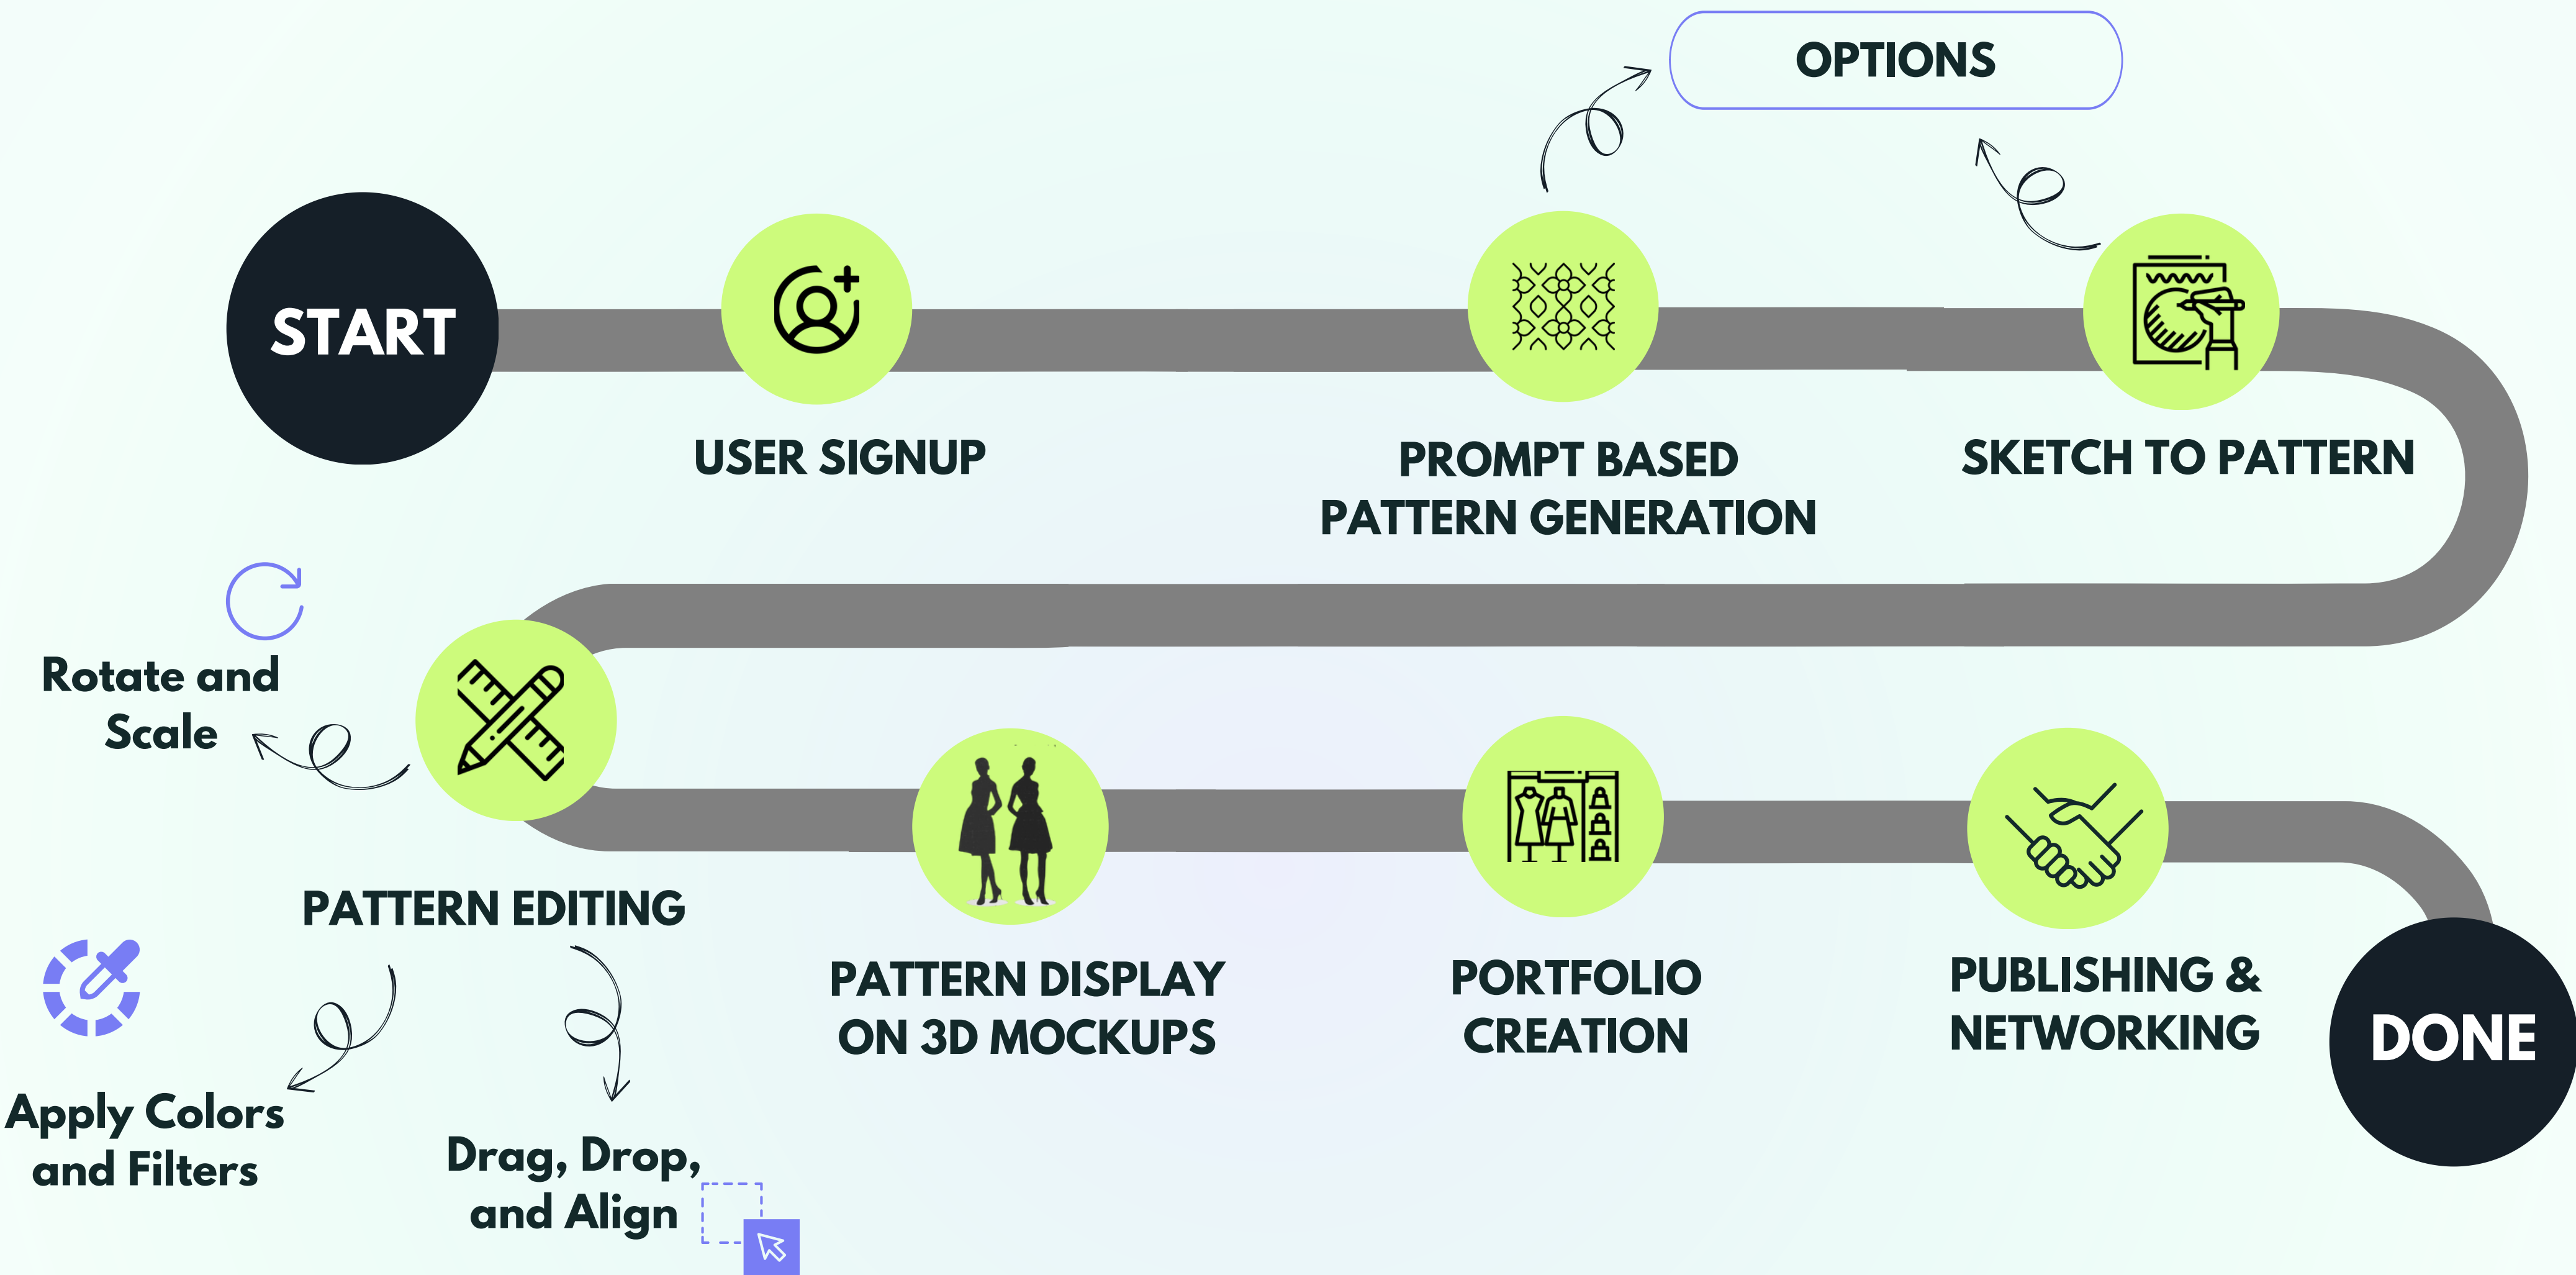 OPTIONS
START
USER SIGNUP
PROMPT BASED
PATTERN GENERATION
SKETCH TO PATTERN
Rotate and
Scale
PATTERN EDITING
Apply Colors
and Filters
Drag, Drop,
and Align
PATTERN DISPLAY
ON 3D MOCKUPS
PORTFOLIO
CREATION
PUBLISHING &
NETWORKING
DONE